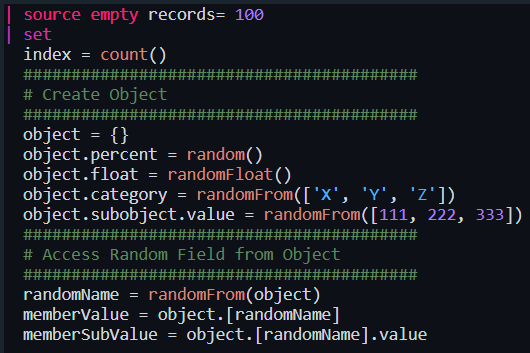 | source empty records= 100
| set
index = count()
#########################################
# Create Object
#########################################
object = {}
object.percent = random()
object.float = randomFloat()
object.category = randomFrom(['X', 'Y', 'Z'])
object.subobject.value = randomFrom([111, 222, 333])
#########################################
# Access Random Field from Object
#########################################
randomName = randomFrom(object)
memberValue = object.[randomName]
memberSubValue = object.[randomName].value